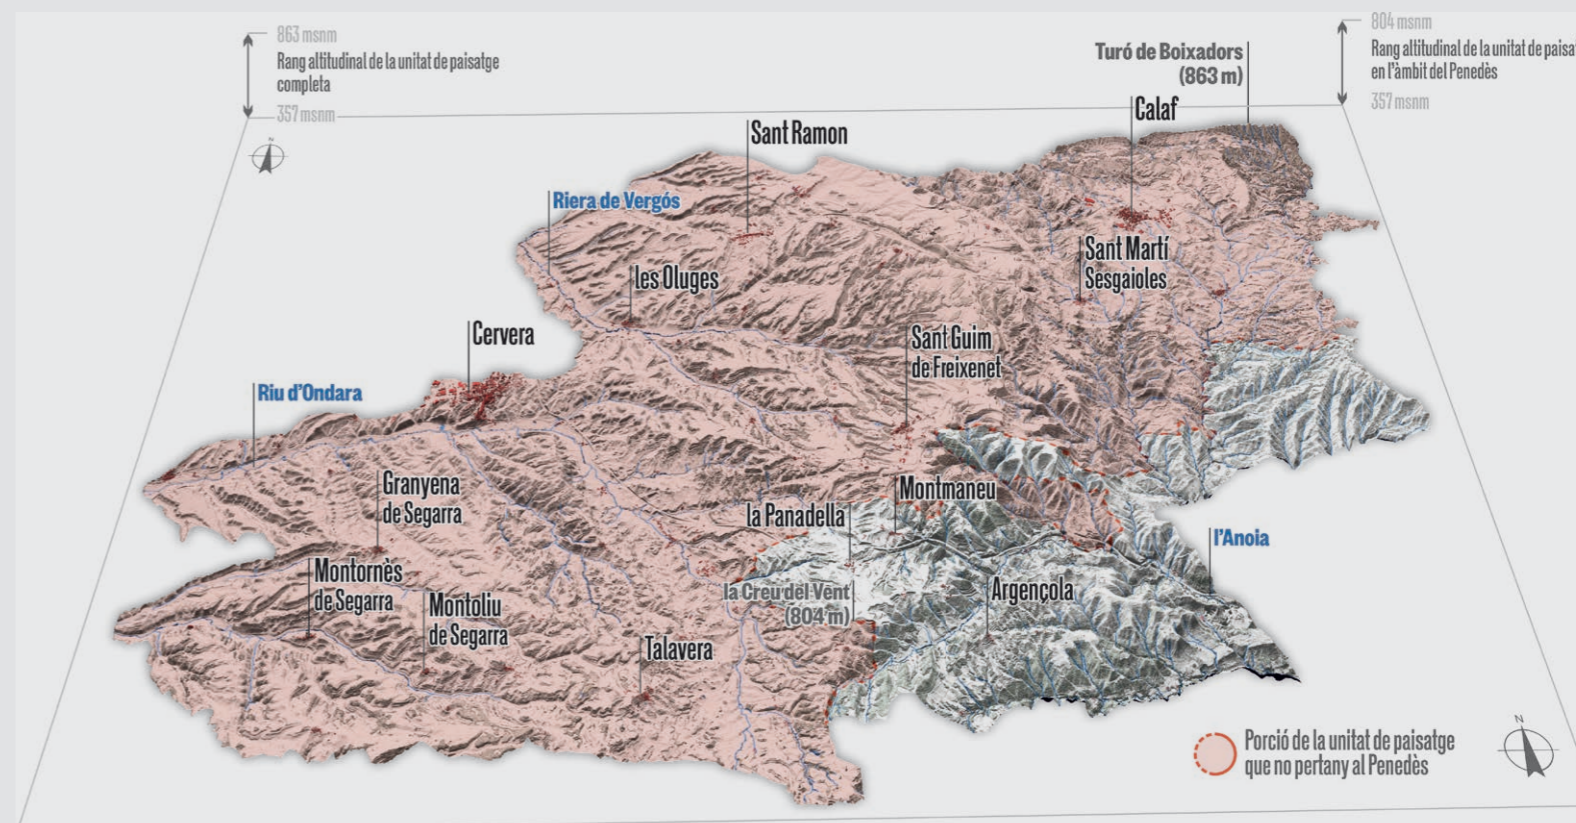 863 msnm
Rang altitudinal de la unitat de paisatge
completa
357 msnm
804 msnm
Rang altitudinal de la unitat de
en l'àmbit del Penedès
357 msnm
Turó de Boixadors
(863 m)
Calaf
Sant Ramon
N
Riera de Vergós
les Oluges
Sant Martí
Sesgaioles
Cervera
Sant Guim
de Freixenet
Riu d'Ondara
Granyena
de Segarra
Montmaneu
la Panadella
l'Anoia
Montornès
de Segarra
Montoliu
de Segarra
la Creu del Vent
(804 m)
Argençola
Talavera
N
Porció de la unitat de paisatge
que no pertany al Penedès